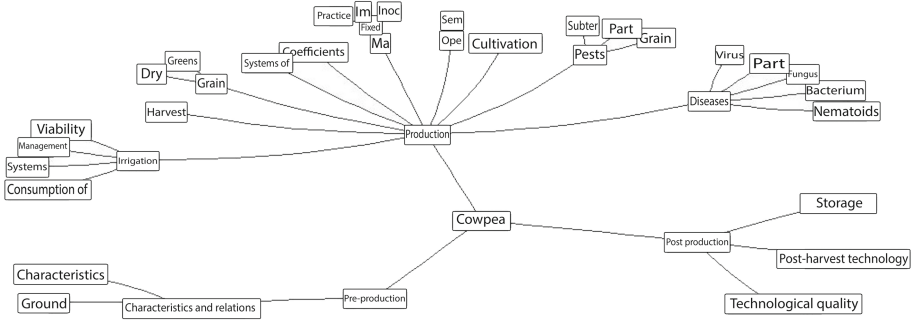 Practice
Im
Inoc
Fixed
Ma
Sem
Ope
Cultivation
Subter
Part
Grain
Pests
Coefficients
Systems of
Greens
Dry
Grain
Harvest
Virus
Part
Fungus
Bacterium
Diseases
Nematoids
Production
Viability
Management
Systems
Irrigation
Consumption of
Cowpea
Storage
Post production
Post-harvest technology
Technological quality
Characteristics
Ground
Characteristics and relations
Pre-production